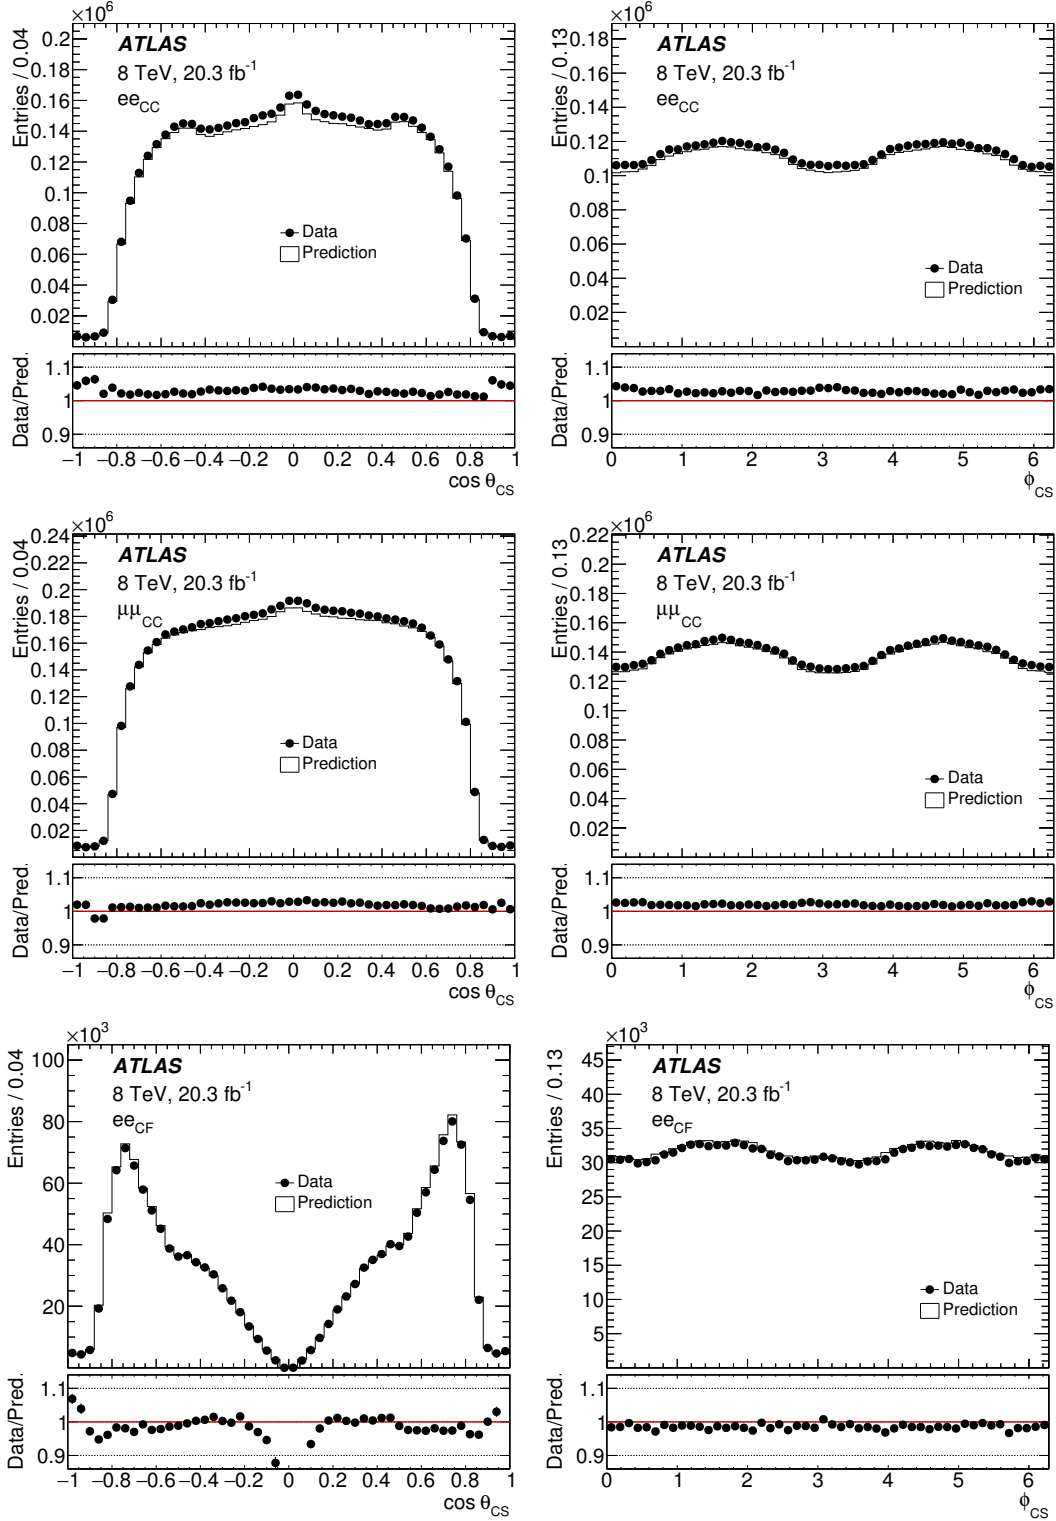 ×10⁶
Entries / 0.04
0.2
0.18
0.16
0.14
0.12
0.1
0.08
0.06
0.04
0.02
ATLAS
8 TeV, 20.3 fb⁻¹
ee_CC
Data
Prediction
Data/Pred.
1.1
1
0.9
−1 −0.8 −0.6 −0.4 −0.2 0 0.2 0.4 0.6 0.8 1
cos θ_CS
×10⁶
Entries / 0.13
0.18
0.16
0.14
0.12
0.1
0.08
0.06
0.04
0.02
ATLAS
8 TeV, 20.3 fb⁻¹
ee_CC
Data
Prediction
Data/Pred.
1.1
1
0.9
0 1 2 3 4 5 6
ϕ_CS
×10⁶
Entries / 0.04
0.24
0.22
0.2
0.18
0.16
0.14
0.12
0.1
0.08
0.06
0.04
0.02
ATLAS
8 TeV, 20.3 fb⁻¹
μμ_CC
Data
Prediction
Data/Pred.
1.1
1
0.9
−1 −0.8 −0.6 −0.4 −0.2 0 0.2 0.4 0.6 0.8 1
cos θ_CS
×10⁶
Entries / 0.13
0.22
0.2
0.18
0.16
0.14
0.12
0.1
0.08
0.06
0.04
0.02
ATLAS
8 TeV, 20.3 fb⁻¹
μμ_CC
Data
Prediction
Data/Pred.
1.1
1
0.9
0 1 2 3 4 5 6
ϕ_CS
×10³
Entries / 0.04
100
80
60
40
20
ATLAS
8 TeV, 20.3 fb⁻¹
ee_CF
Data
Prediction
Data/Pred.
1.1
1
0.9
−1 −0.8 −0.6 −0.4 −0.2 0 0.2 0.4 0.6 0.8 1
cos θ_CS
×10³
Entries / 0.13
45
40
35
30
25
20
15
10
5
ATLAS
8 TeV, 20.3 fb⁻¹
ee_CF
Data
Prediction
Data/Pred.
1.1
1
0.9
0 1 2 3 4 5 6
ϕ_CS